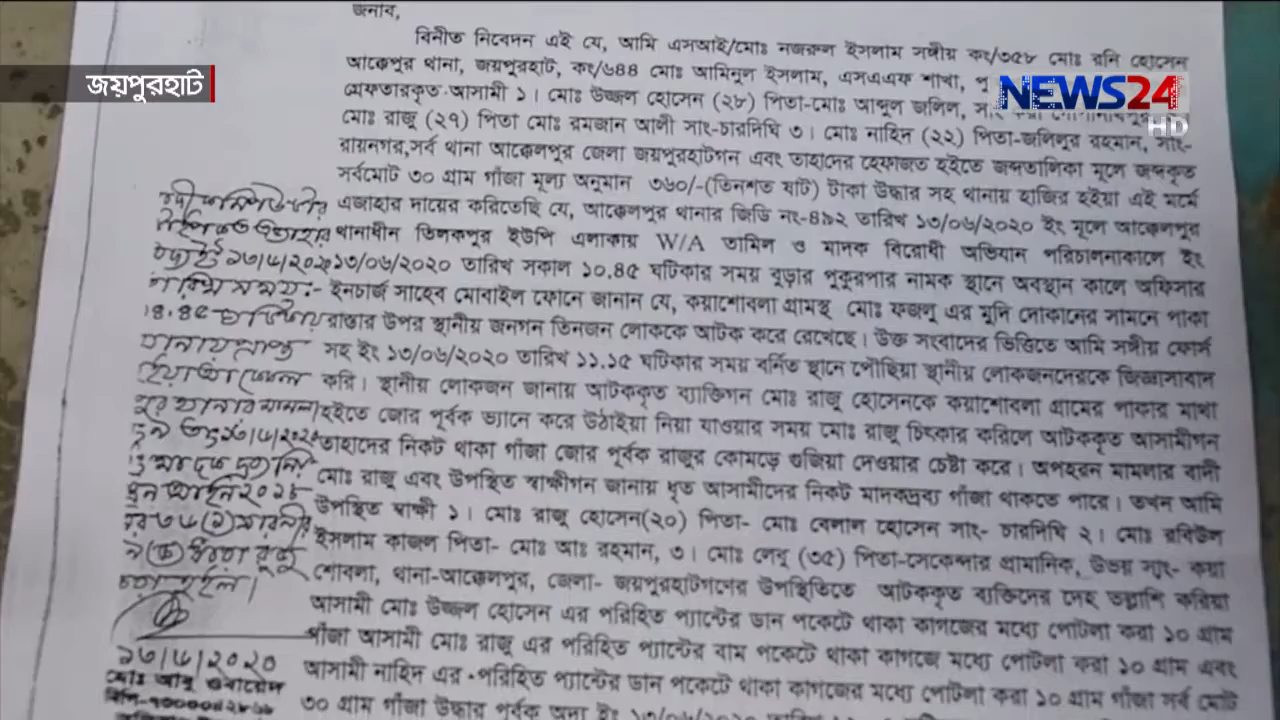 জনাব,
বিনীত নিবেদন এই যে, আমি এসআই/মোঃ নজরুল ইসলাম সঙ্গীয় কং/৩৫৮ মোঃ রনি হোসেন
আক্কেপুর থানা, জয়পুরহাট, কং/৬৪৪ মোঃ আমিনুল ইসলাম, এসএএফ শাখা, পু
গ্রেফতারকৃত আসামী ১। মোঃ উজ্জল হোসেন (২৮) পিতা-মোঃ আব্দুল জলিল, সাং
মোঃ রাজু (২৭) পিতা মোঃ রমজান আলী সাং-চারদিঘি ৩। মোঃ নাহিদ (২২) পিতা-জলিলুর রহমান, সাং-
রায়নগর,সর্ব থানা আক্কেলপুর জেলা জয়পুরহাটগন এবং তাহাদের হেফাজত হইতে জব্দতালিকা মূলে জব্দকৃত
সর্বমোট ৩০ গ্রাম গাঁজা মূল্য অনুমান ৩৬০/-(তিনশত ষাট) টাকা উদ্ধার সহ থানায় হাজির হইয়া এই মর্মে
এজাহার দায়ের করিতেছি যে, আক্কেলপুর থানার জিডি নং-৪৯২ তারিখ ১৩/০৬/২০২০ ইং মূলে আক্কেলপুর
থানাধীন তিলকপুর ইউপি এলাকায় W/A তামিল ও মাদক বিরোধী অভিযান পরিচালনাকালে ইং
১৩/০৬/২০২০ তারিখ সকাল ১০.৪৫ ঘটিকার সময় বুড়ার পুকুরপার নামক স্থানে অবস্থান কালে অফিসার
ইনচার্জ সাহেব মোবাইল ফোনে জানান যে, কয়াশোবলা গ্রামস্থ মোঃ ফজলু এর মুদি দোকানের সামনে পাকা
রাস্তার উপর স্থানীয় জনগন তিনজন লোককে আটক করে রেখেছে। উক্ত সংবাদের ভিত্তিতে আমি সঙ্গীয় ফোর্স
সহ ইং ১৩/০৬/২০২০ তারিখ ১১.১৫ ঘটিকার সময় বর্নিত স্থানে পৌছিয়া স্থানীয় লোকজনদেরকে জিজ্ঞাসাবাদ
করি। স্থানীয় লোকজন জানায় আটককৃত ব্যাক্তিগন মোঃ রাজু হোসেনকে কয়াশোবলা গ্রামের পাকার মাথা
হইতে জোর পূর্বক ভ্যানে করে উঠাইয়া নিয়া যাওয়ার সময় মোঃ রাজু চিৎকার করিলে আটককৃত আসামীগন
তাহাদের নিকট থাকা গাঁজা জোর পূর্বক রাজুর কোমড়ে গুজিয়া দেওয়ার চেষ্টা করে। অপহরন মামলার বাদী
মোঃ রাজু এবং উপস্থিত স্বাক্ষীগন জানায় ধৃত আসামীদের নিকট মাদকদ্রব্য গাঁজা থাকতে পারে। তখন আমি
উপস্থিত স্বাক্ষী ১। মোঃ রাজু হোসেন(২০) পিতা- মোঃ বেলাল হোসেন সাং- চারদিঘি ২। মোঃ রবিউল
ইসলাম কাজল পিতা- মোঃ আঃ রহমান, ৩। মোঃ লেবু (৩৫) পিতা-সেকেন্দার প্রামানিক, উভয় সাং- কয়া
শোবলা, থানা-আক্কেলপুর, জেলা- জয়পুরহাটগণের উপস্থিতিতে আটককৃত ব্যক্তিদের দেহ তল্লাশি করিয়া
আসামী মোঃ উজ্জল হোসেন এর পরিহিত প্যান্টের ডান পকেটে থাকা কাগজের মধ্যে পোটলা করা ১০ গ্রাম
গাঁজা আসামী মোঃ রাজু এর পরিহিত প্যান্টের বাম পকেটে থাকা কাগজে মধ্যে পোটলা করা ১০ গ্রাম এবং
আসামী নাহিদ এর পরিহিত প্যান্টের ডান পকেটে থাকা কাগজের মধ্যে পোটলা করা ১০ গ্রাম গাঁজা সর্ব মোট
৩০ গ্রাম গাঁজা উদ্ধার পূর্বক অদ্য ইং ১৩/০৬/২০২০
১৩/৬/২০২০
মোঃ আবু ওবায়েদ
জয়পুরহাট
NEWS24
HD